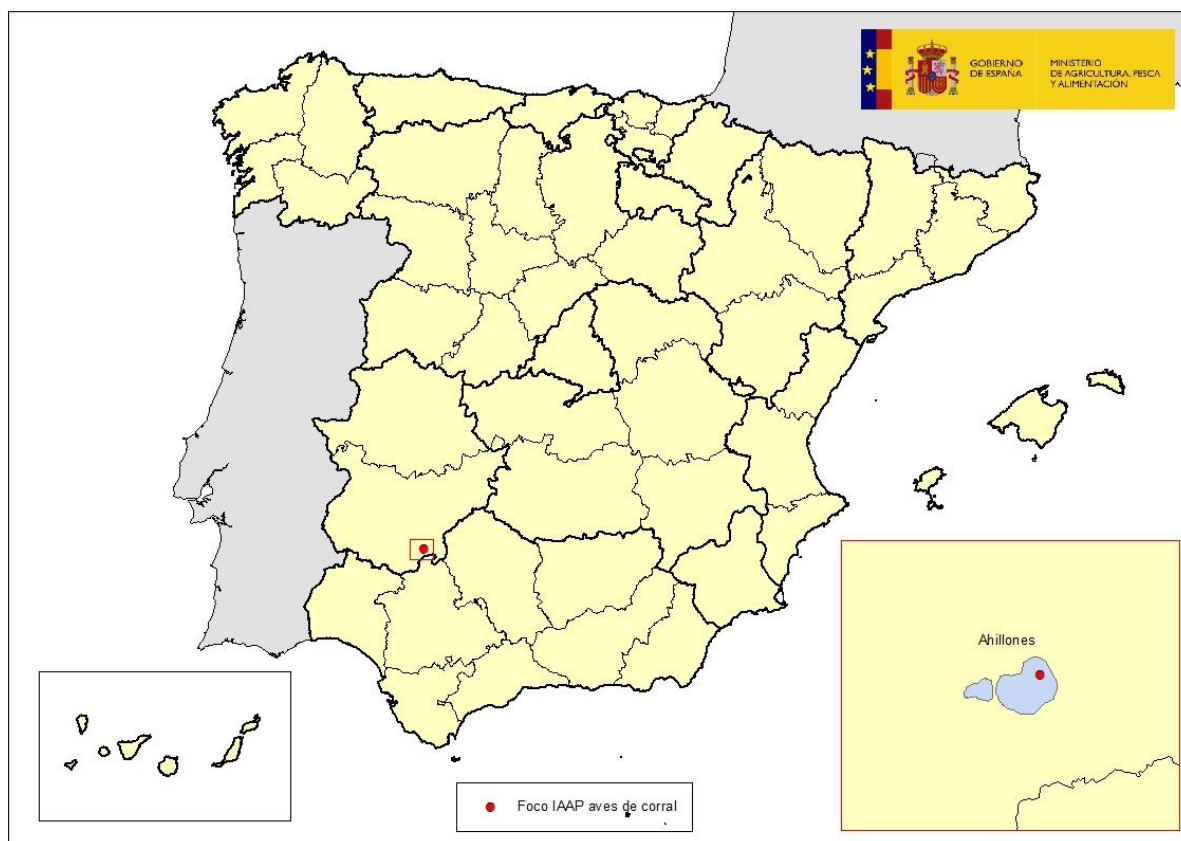 GOBIERNO
DE ESPAÑA
MINISTERIO
DE AGRICULTURA, PESCA
Y ALIMENTACIÓN
Ahillones
Foco IAAP aves de corral